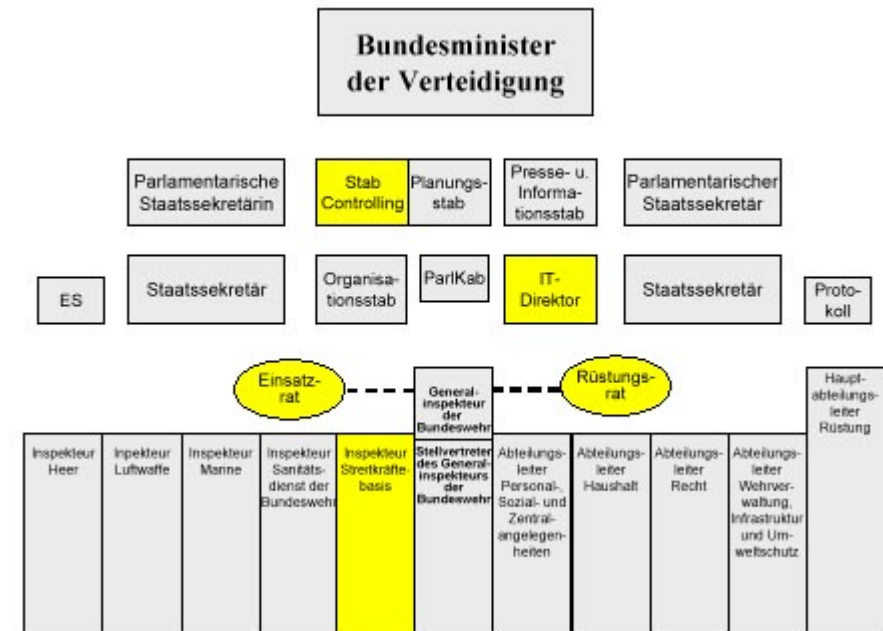 Bundesminister
der Verteidigung
Parlamentarische
Staatssekretärin
Stab
Controlling
Planungs-
stab
Presse- u.
Informa-
tionsstab
Parlamentarischer
Staatssekretär
ES
Staatssekretär
Organisa-
tionsstab
ParlKab
IT-
Direktor
Staatssekretär
Proto-
koll
Einsatz-
rat
General-
inspekteur
der
Bundeswehr
Rüstungs-
rat
Haupt-
abteilungs-
leiter
Rüstung
Inspekteur
Heer
Inpekteur
Luftwaffe
Inspekteur
Marine
Inspekteur
Sanitäts-
dienst der
Bundeswehr
Inspekteur
Streitkräfte-
basis
Stellvertreter
des General-
inspekteurs
der
Bundeswehr
Abteilungs-
leiter
Personal-,
Sozial- und
Zentral-
angelegen-
heiten
Abteilungs-
leiter
Haushalt
Abteilungs-
leiter
Recht
Abteilungs-
leiter
Wehrver-
waltung,
Infrastruktur
und Um-
weltschutz